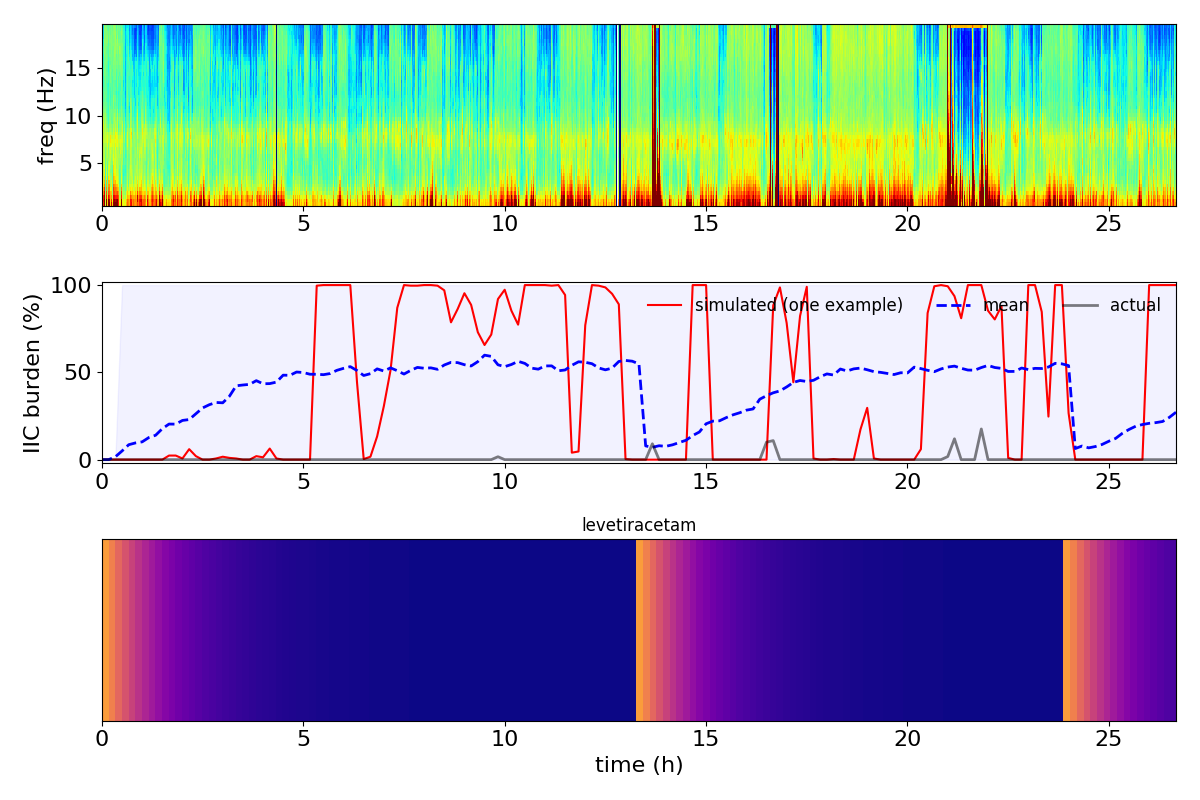 freq (Hz)
15
10
5
0 5 10 15 20 25
IIC burden (%)
100
50
0
simulated (one example) mean actual
0 5 10 15 20 25
levetiracetam
0 5 10 15 20 25
time (h)